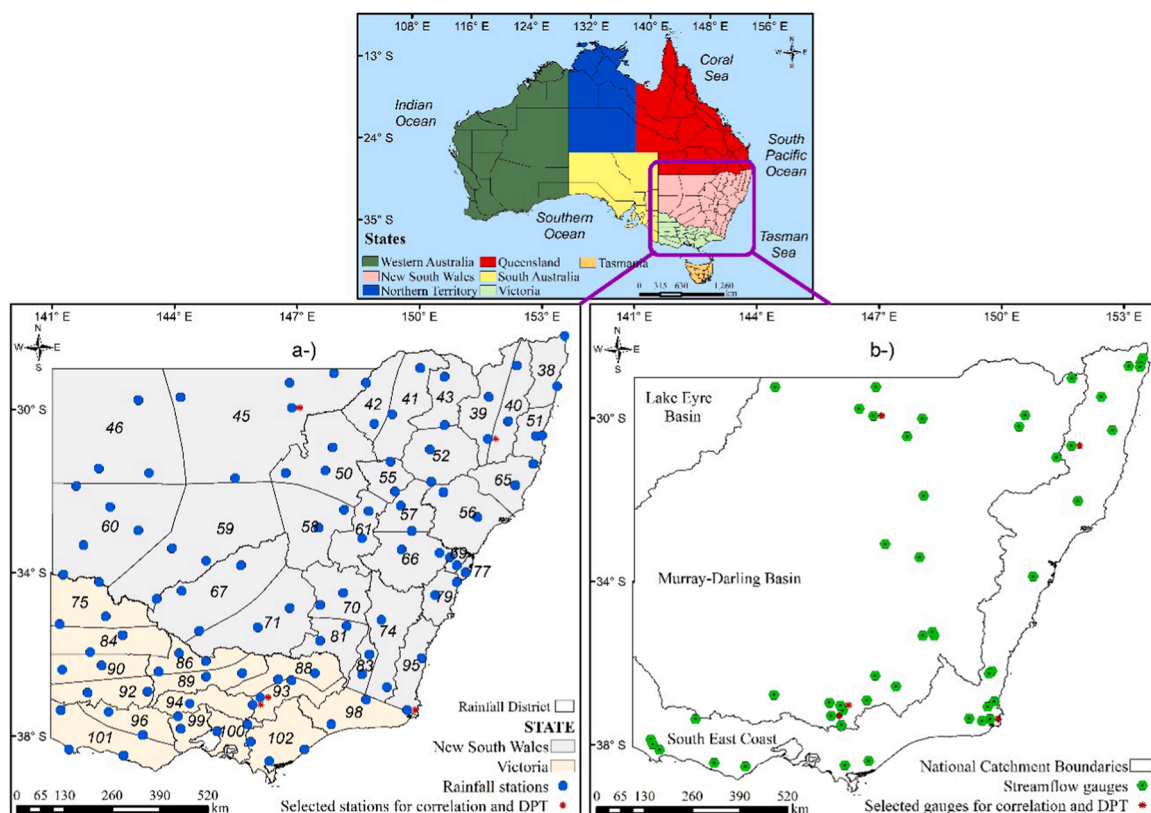 108° E 116° E 124° E 132° E 140° E 148° E 156° E
13° S
24° S
35° S
N
W E
S
Coral
Sea
Indian
Ocean
South
Pacific
Ocean
Southern
Ocean
Tasman
Sea
States
Western Australia Queensland Tasmania
New South Wales South Australia
Northern Territory Victoria
0 315 630 1,260
km
141° E 144° E 147° E 150° E 153° E
N
W E
S
a-)
30° S
34° S
38° S
38
46 45 42 41 43 39 40
51
50 52
55 65
60 59 58 61 57 56
66 69
77
67 79
75 71 70
81 74
84 86
90 89 88 83 95
92 94 93
96 99 100 98
101 102
Rainfall District
STATE
New South Wales
Victoria
Rainfall stations
Selected stations for correlation and DPT
0 65 130 260 390 520
km
141° E 144° E 147° E 150° E 153° E
N
W E
S
b-)
Lake Eyre
Basin
30° S
Murray-Darling Basin
34° S
South East Coast
38° S
National Catchment Boundaries
Streamflow gauges
Selected gauges for correlation and DPT
0 65 130 260 390 520
km